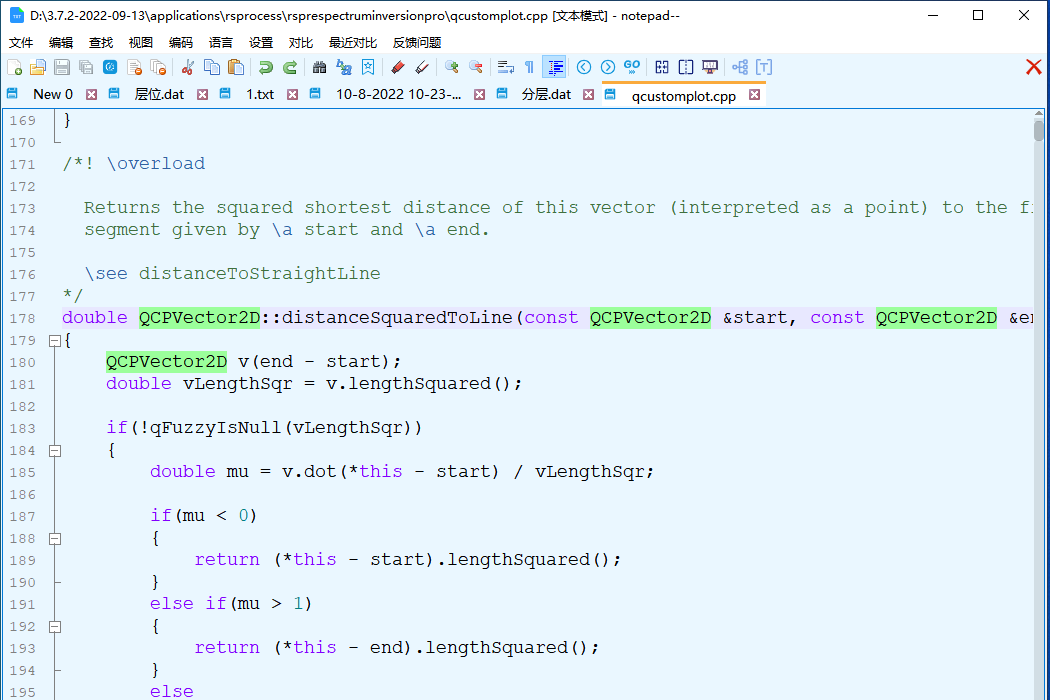 D:\3.7.2-2022-09-13\applications\rsprocess\rsprespectruminversionpro\qcustomplot.cpp [文本模式] - notepad--
文件 编辑 查找 视图 编码 语言 设置 对比 最近对比 反馈问题
New 0 层位.dat 1.txt 10-8-2022 10-23-... 分层.dat qcustomplot.cpp
169 }
170
171 /*! \overload
172
173 Returns the squared shortest distance of this vector (interpreted as a point) to the fi
174 segment given by \a start and \a end.
175
176 \see distanceToStraightLine
177 */
178 double QCPVector2D::distanceSquaredToLine(const QCPVector2D &start, const QCPVector2D &en
179 {
180 QCPVector2D v(end - start);
181 double vLengthSqr = v.lengthSquared();
182
183 if(!qFuzzyIsNull(vLengthSqr))
184 {
185 double mu = v.dot(*this - start) / vLengthSqr;
186
187 if(mu < 0)
188 {
189 return (*this - start).lengthSquared();
190 }
191 else if(mu > 1)
192 {
193 return (*this - end).lengthSquared();
194 }
195 else